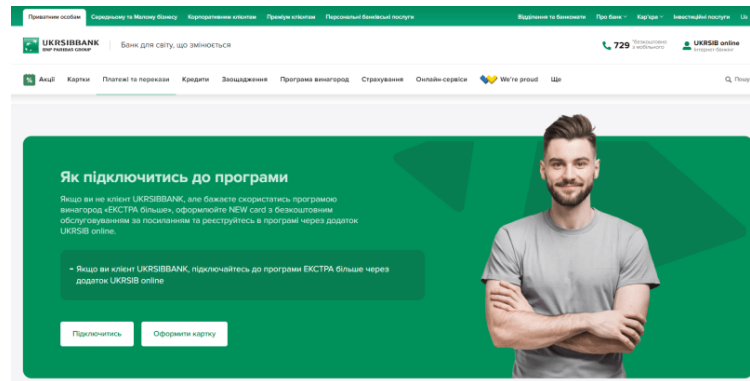 Приватним особам Середньому та Малому бізнесу Корпоративним клієнтам Преміум клієнтам Персональні банківські послуги Відділення та банкомати Про банк Кар'єра Інвестиційні послуги Ua
UKRSIBBANK
BNP PARIBAS GROUP
Банк для світу, що змінюється
729 *безкоштовно з мобільного
UKRSIB online
інтернет-банкінг
% Акції Картки Платежі та перекази Кредити Заощадження Програма винагород Страхування Онлайн-сервіси We're proud Ще Пошу
Як підключитись до програми
Якщо ви не клієнт UKRSIBBANK, але бажаєте скористатись програмою
винагород «ЕКСТРА більше», оформлюйте NEW card з безкоштовним
обслуговуванням за посиланням та реєструйтесь в програмі через додаток
UKRSIB online.
- Якщо ви клієнт UKRSIBBANK, підключайтесь до програми ЕКСТРА більше через
додаток UKRSIB online
Підключитись Оформити картку